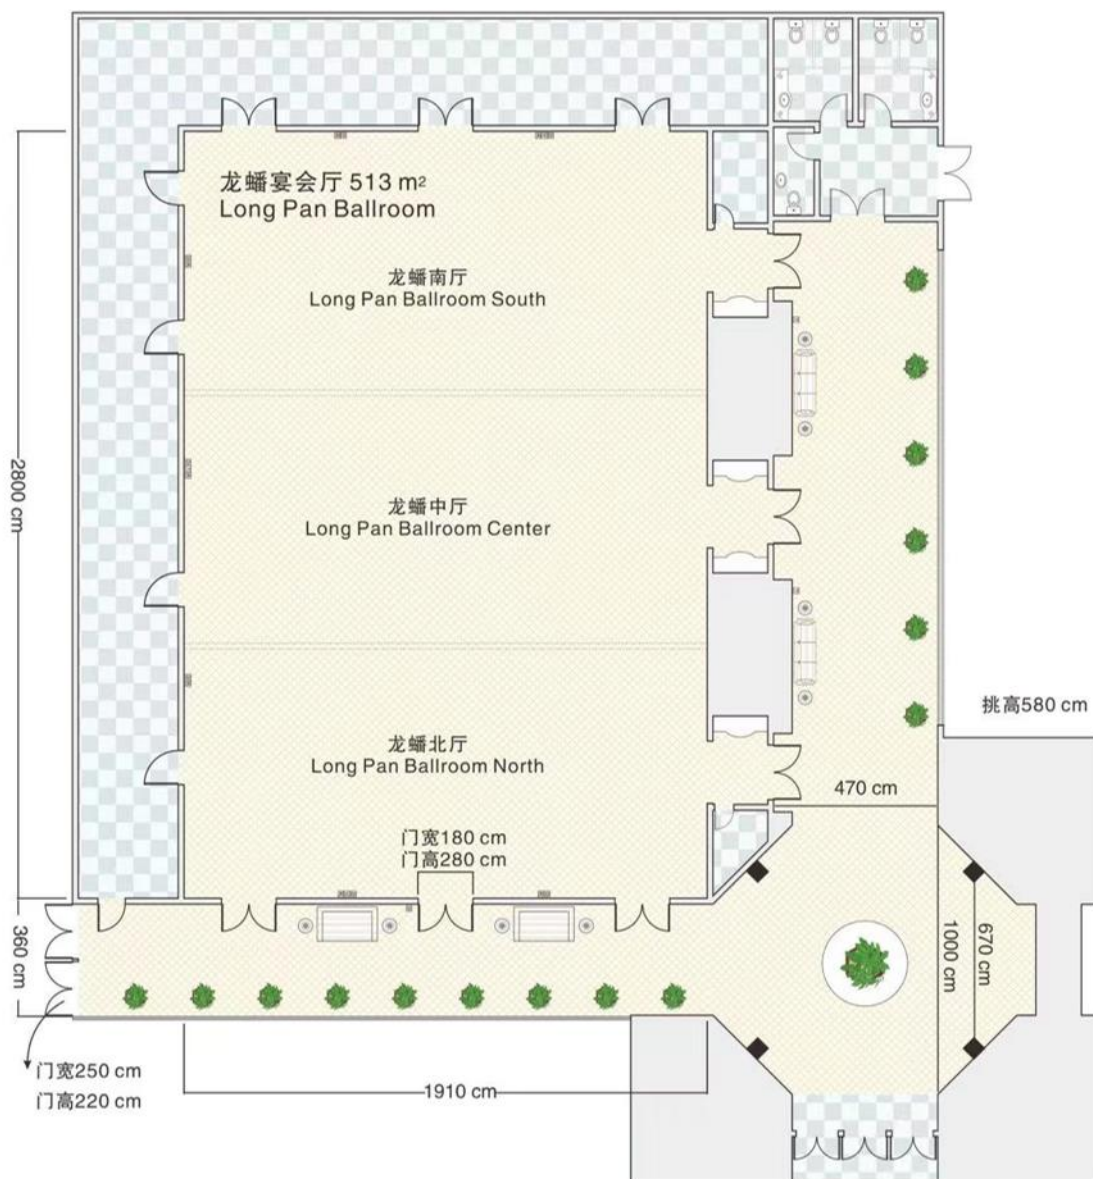 龙蟠宴会厅 513 m²
Long Pan Ballroom
龙蟠南厅
Long Pan Ballroom South
2800 cm
龙蟠中厅
Long Pan Ballroom Center
挑高580 cm
龙蟠北厅
Long Pan Ballroom North
470 cm
门宽180 cm
门高280 cm
360 cm
670 cm
1000 cm
门宽250 cm
门高220 cm
1910 cm